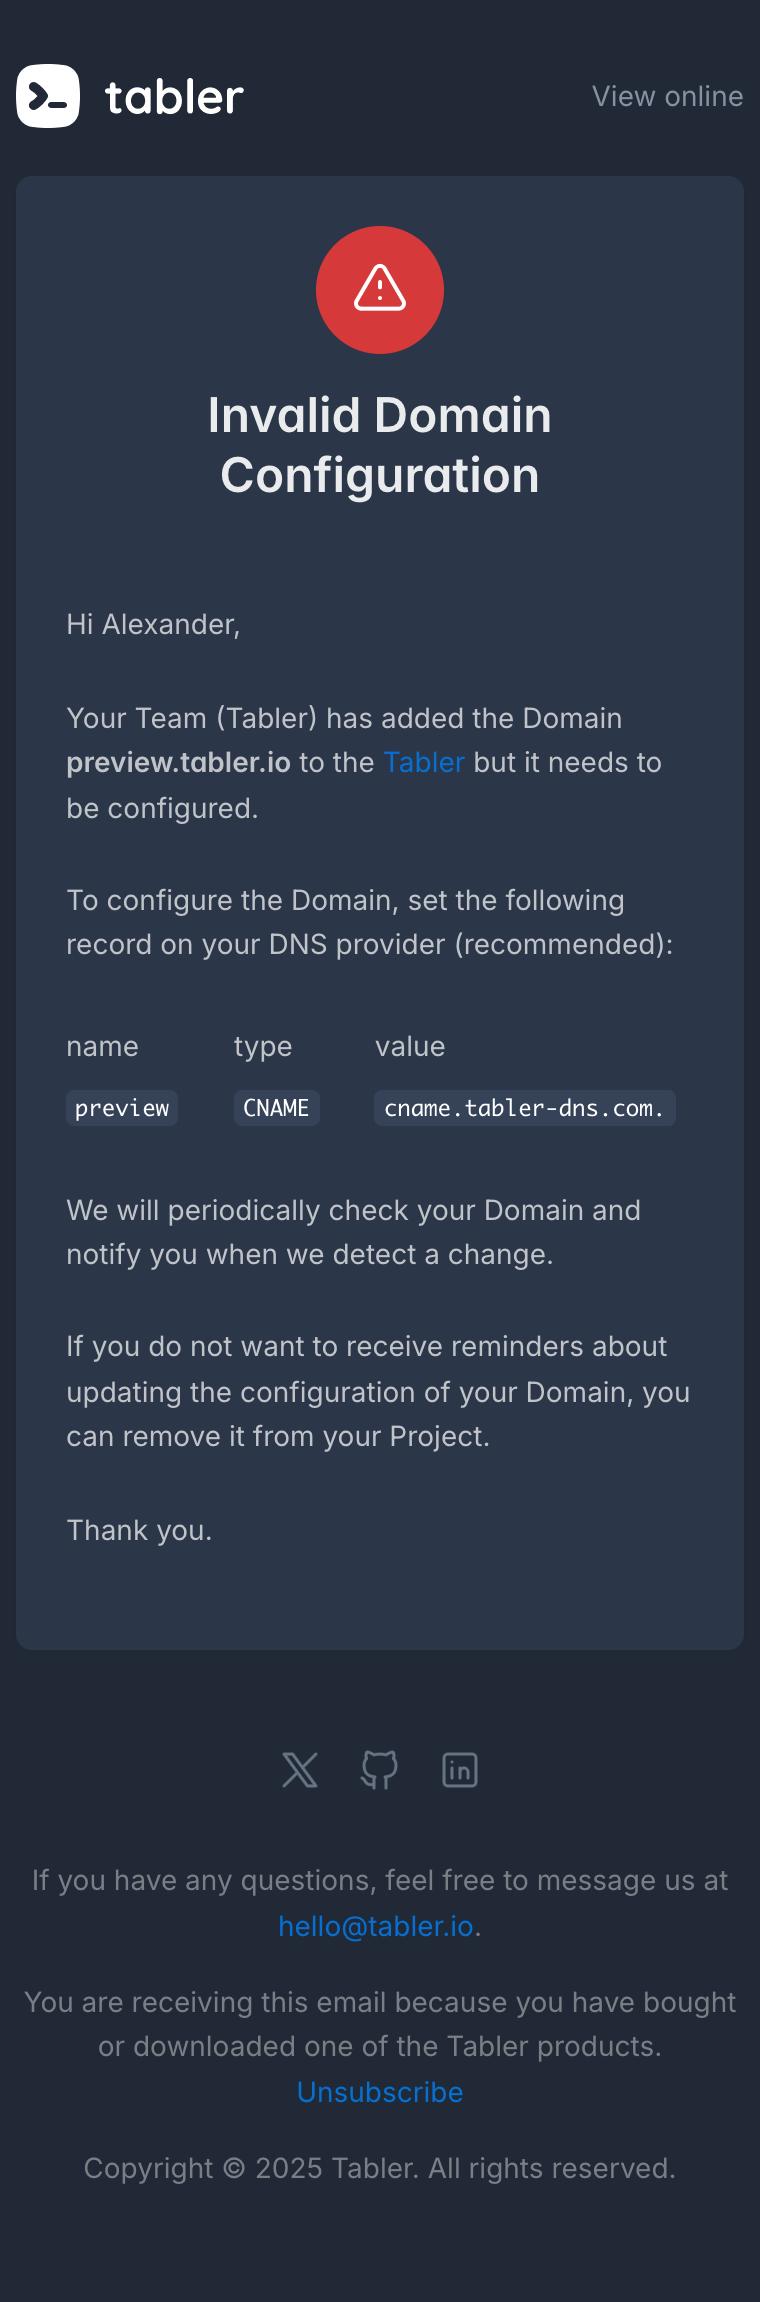 tabler
View online
Invalid Domain
Configuration
Hi Alexander,
Your Team (Tabler) has added the Domain
preview.tabler.io to the Tabler but it needs to
be configured.
To configure the Domain, set the following
record on your DNS provider (recommended):
name type value
preview CNAME cname.tabler-dns.com.
We will periodically check your Domain and
notify you when we detect a change.
If you do not want to receive reminders about
updating the configuration of your Domain, you
can remove it from your Project.
Thank you.
If you have any questions, feel free to message us at
hello@tabler.io.
You are receiving this email because you have bought
or downloaded one of the Tabler products.
Unsubscribe
Copyright © 2025 Tabler. All rights reserved.